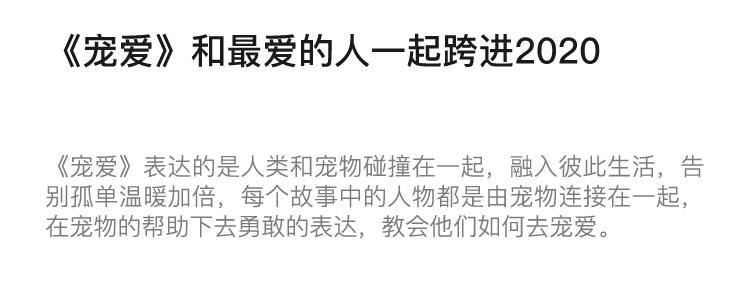 《宠爱》和最爱的人一起跨进2020
《宠爱》表达的是人类和宠物碰撞在一起，融入彼此生活，告
别孤单温暖加倍，每个故事中的人物都是由宠物连接在一起，
在宠物的帮助下去勇敢的表达，教会他们如何去宠爱。